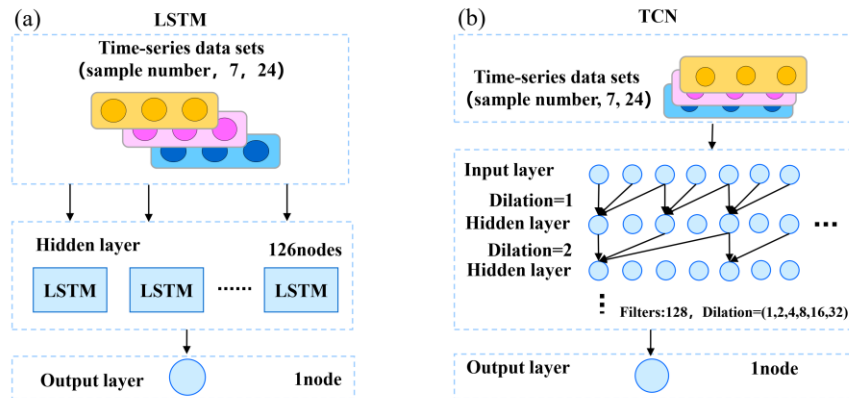 (a)
LSTM
Time-series data sets
(sample number, 7, 24)
Hidden layer
126nodes
LSTM
LSTM
······
LSTM
Output layer
1node
(b)
TCN
Time-series data sets
(sample number, 7, 24)
Input layer
Dilation=1
Hidden layer
Dilation=2
Hidden layer
Filters:128, Dilation=(1,2,4,8,16,32)
Output layer
1node